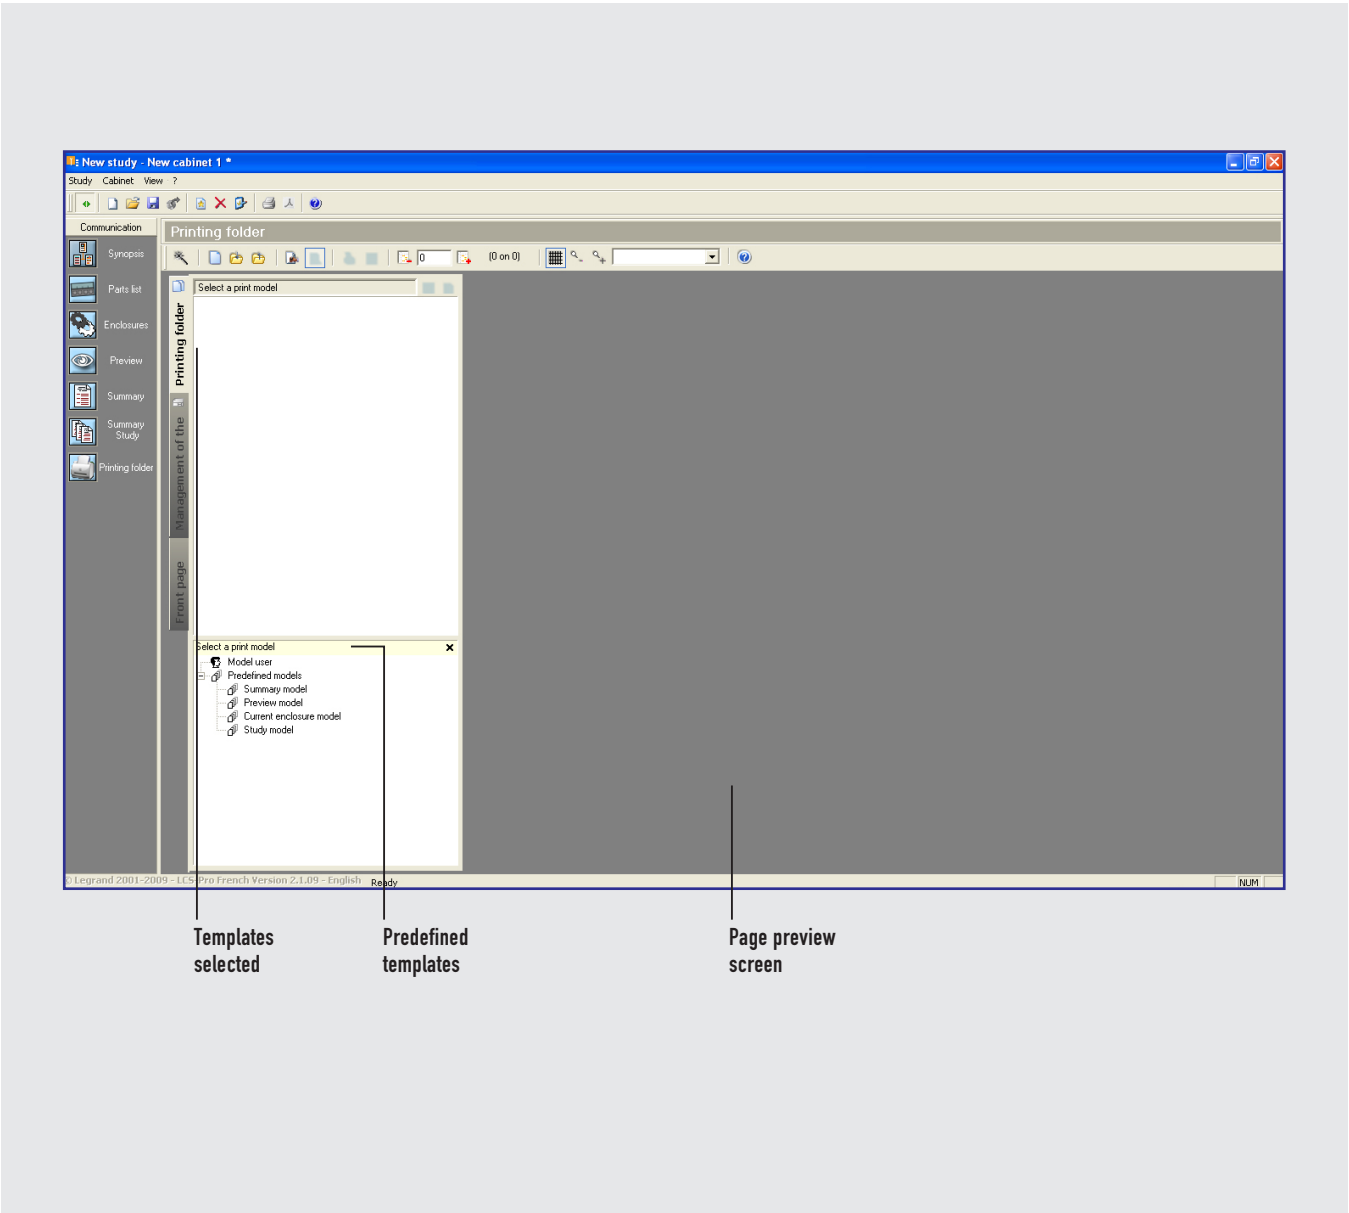 New study - New cabinet 1 *
Study Cabinet View ?
Communication
Printing folder
Synopsis
0
(0 on 0)
Parts list
Select a print model
Enclosures
Printing folder
Preview
Summary
Management of the
Summary
Study
Printing folder
Front page
Select a print model
Model user
Predefined models
Summary model
Preview model
Current enclosure model
Study model
© Legrand 2001-2009 - LCS-Pro French Version 2.1.09 - English
Ready
NUM
Templates
selected
Predefined
templates
Page preview
screen